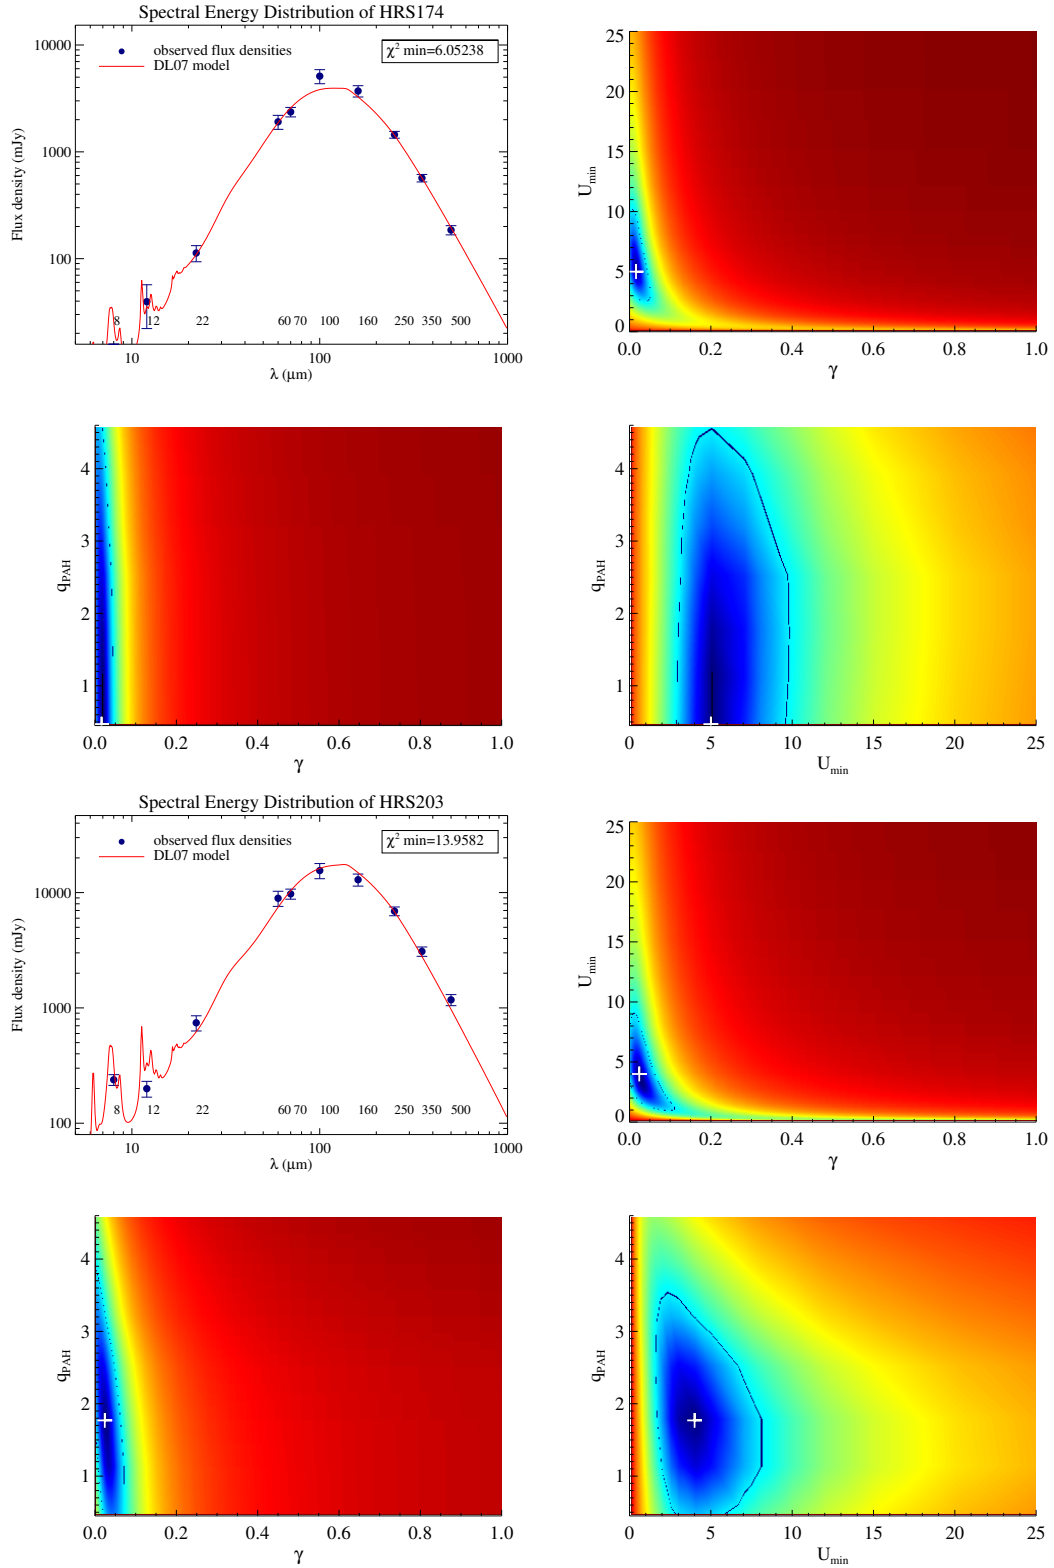 Spectral Energy Distribution of HRS174
observed flux densities
DL07 model
χ² min=6.05238
Flux density (mJy)
10000
1000
100
8 12 22 60 70 100 160 250 350 500
10 100 1000
λ (μm)
U_min
25
20
15
10
5
0
0.0 0.2 0.4 0.6 0.8 1.0
γ
q_PAH
4
3
2
1
0.0 0.2 0.4 0.6 0.8 1.0
γ
q_PAH
4
3
2
1
0 5 10 15 20 25
U_min
Spectral Energy Distribution of HRS203
observed flux densities
DL07 model
χ² min=13.9582
Flux density (mJy)
10000
1000
100
8 12 22 60 70 100 160 250 350 500
10 100 1000
λ (μm)
U_min
25
20
15
10
5
0
0.0 0.2 0.4 0.6 0.8 1.0
γ
q_PAH
4
3
2
1
0.0 0.2 0.4 0.6 0.8 1.0
γ
q_PAH
4
3
2
1
0 5 10 15 20 25
U_min